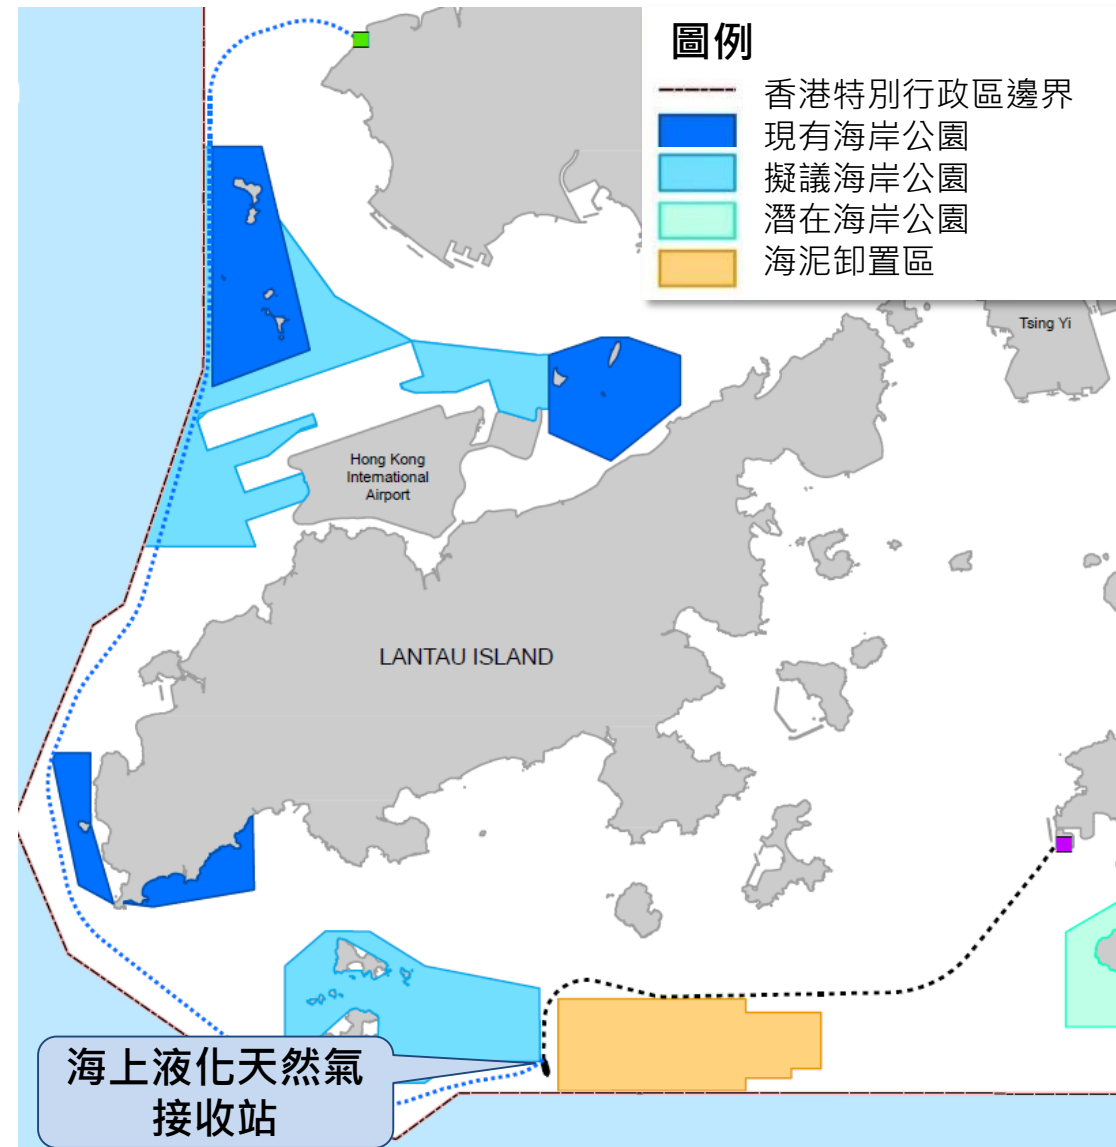 圖例
香港特別行政區邊界
現有海岸公園
擬議海岸公園
潛在海岸公園
海泥卸置區
Tsing Yi
Hong Kong
International
Airport
LANTAU ISLAND
海上液化天然氣
接收站